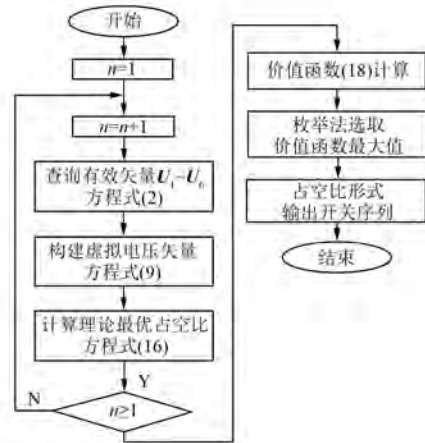 开始
n=1
n=n+1
查询有效矢量U₁−U₆
方程式(2)
构建虚拟电压矢量
方程式(9)
计算理论最优占空比
方程式(16)
Y
N
n≥1
价值函数(18)计算
枚举法选取
价值函数最大值
占空比形式
输出开关序列
结束